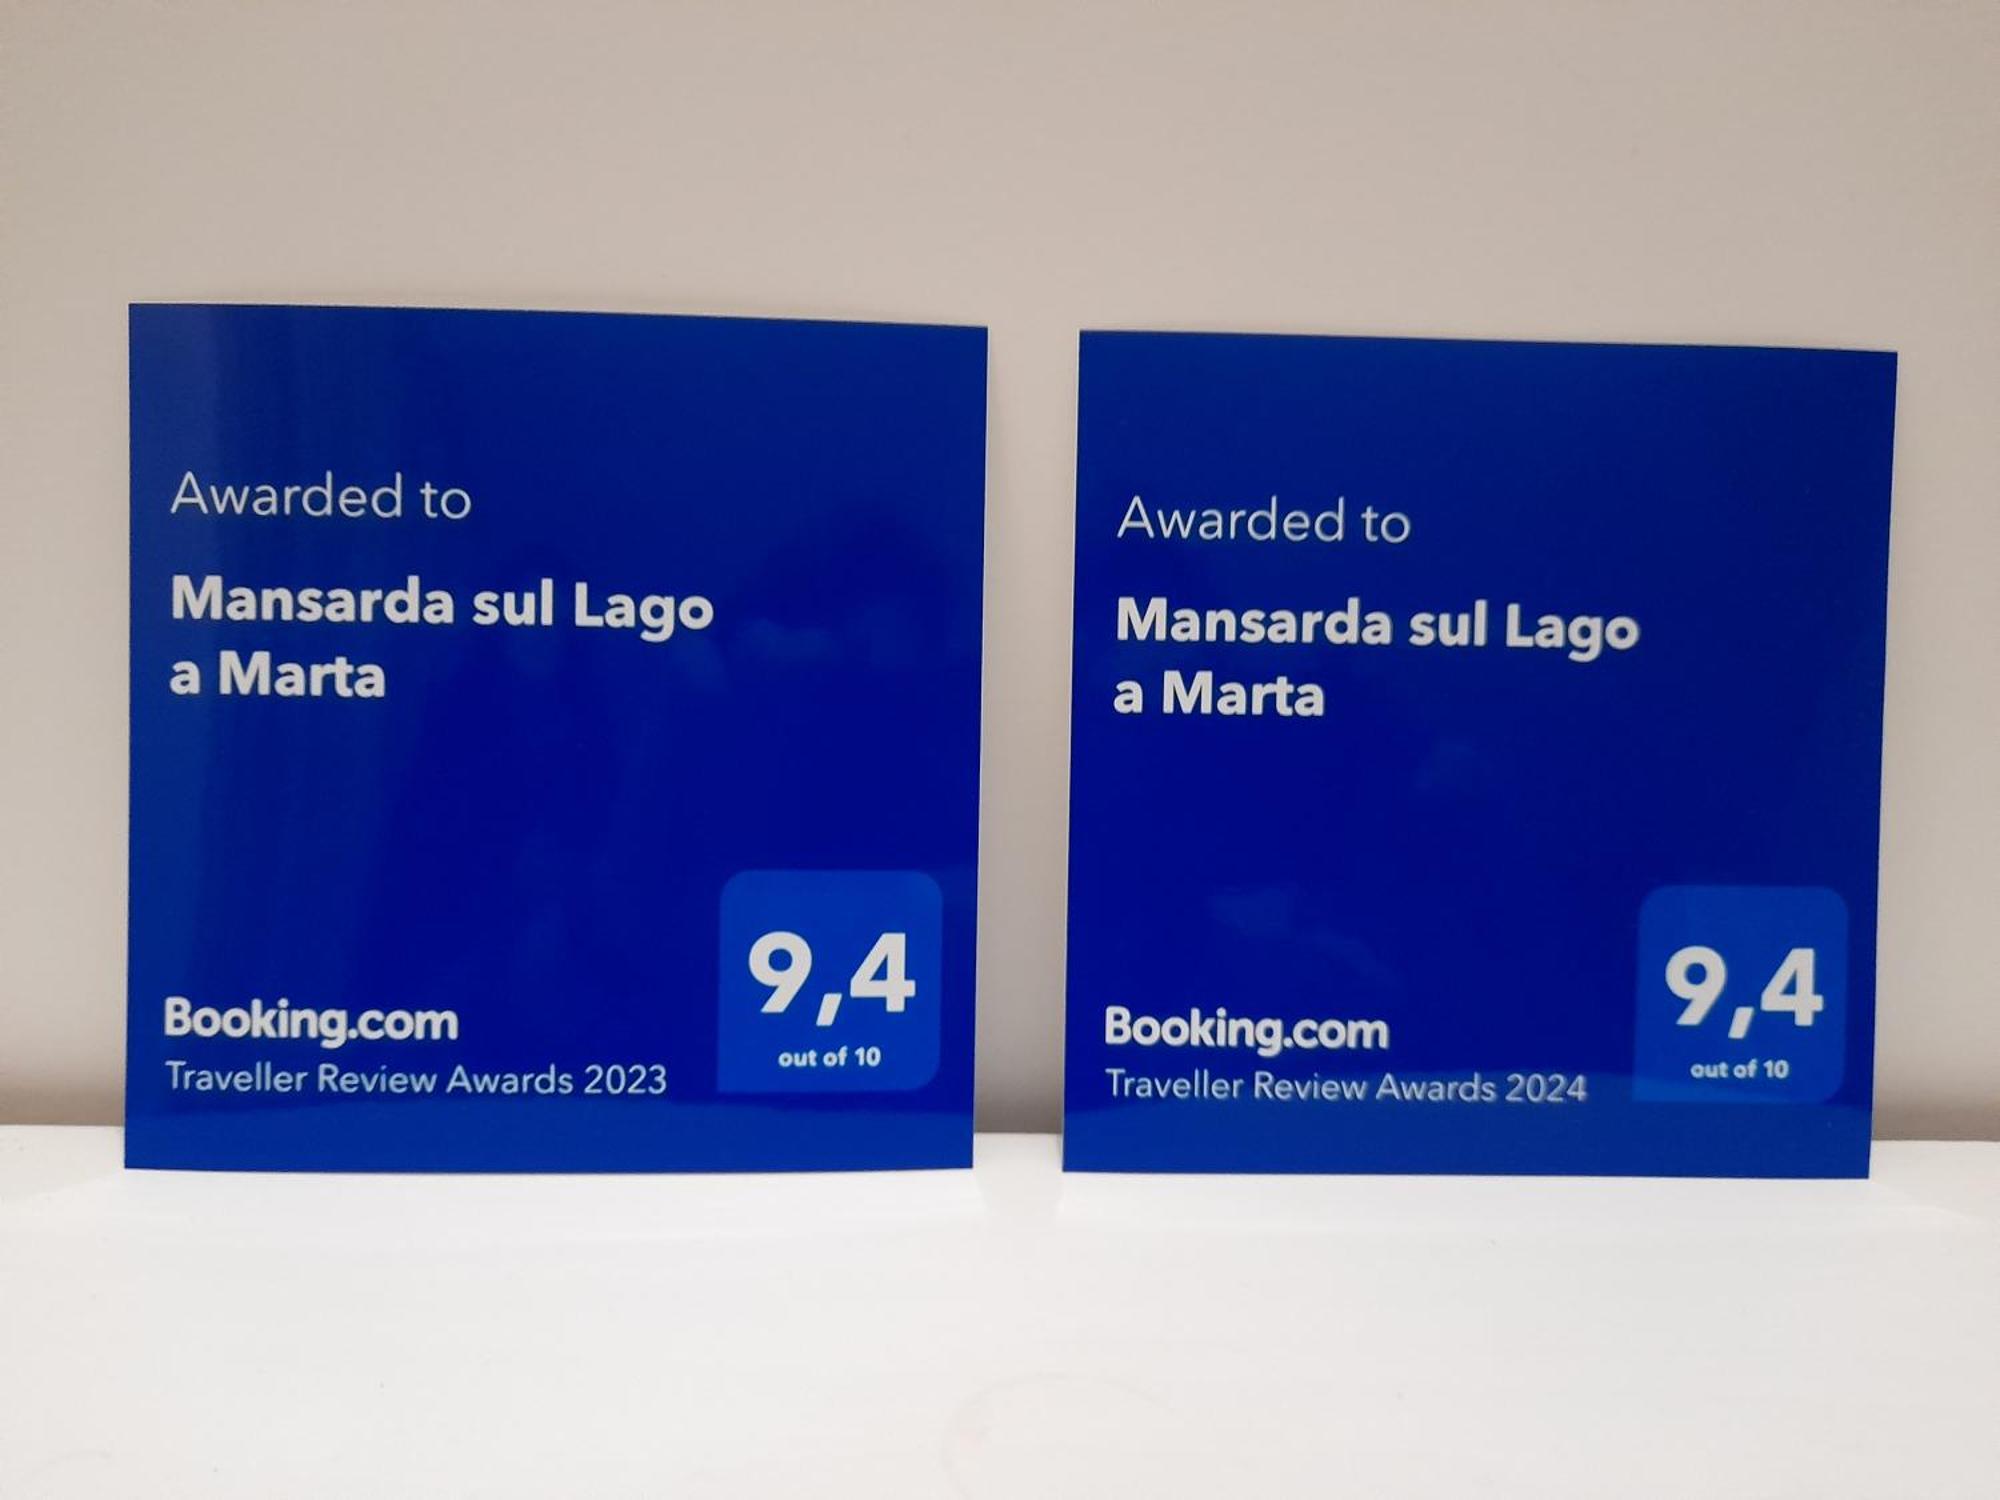 Awarded to
Mansarda sul Lago
a Marta
Booking.com
Traveller Review Awards 2023
9,4
out of 10
Awarded to
Mansarda sul Lago
a Marta
Booking.com
Traveller Review Awards 2024
9,4
out of 10